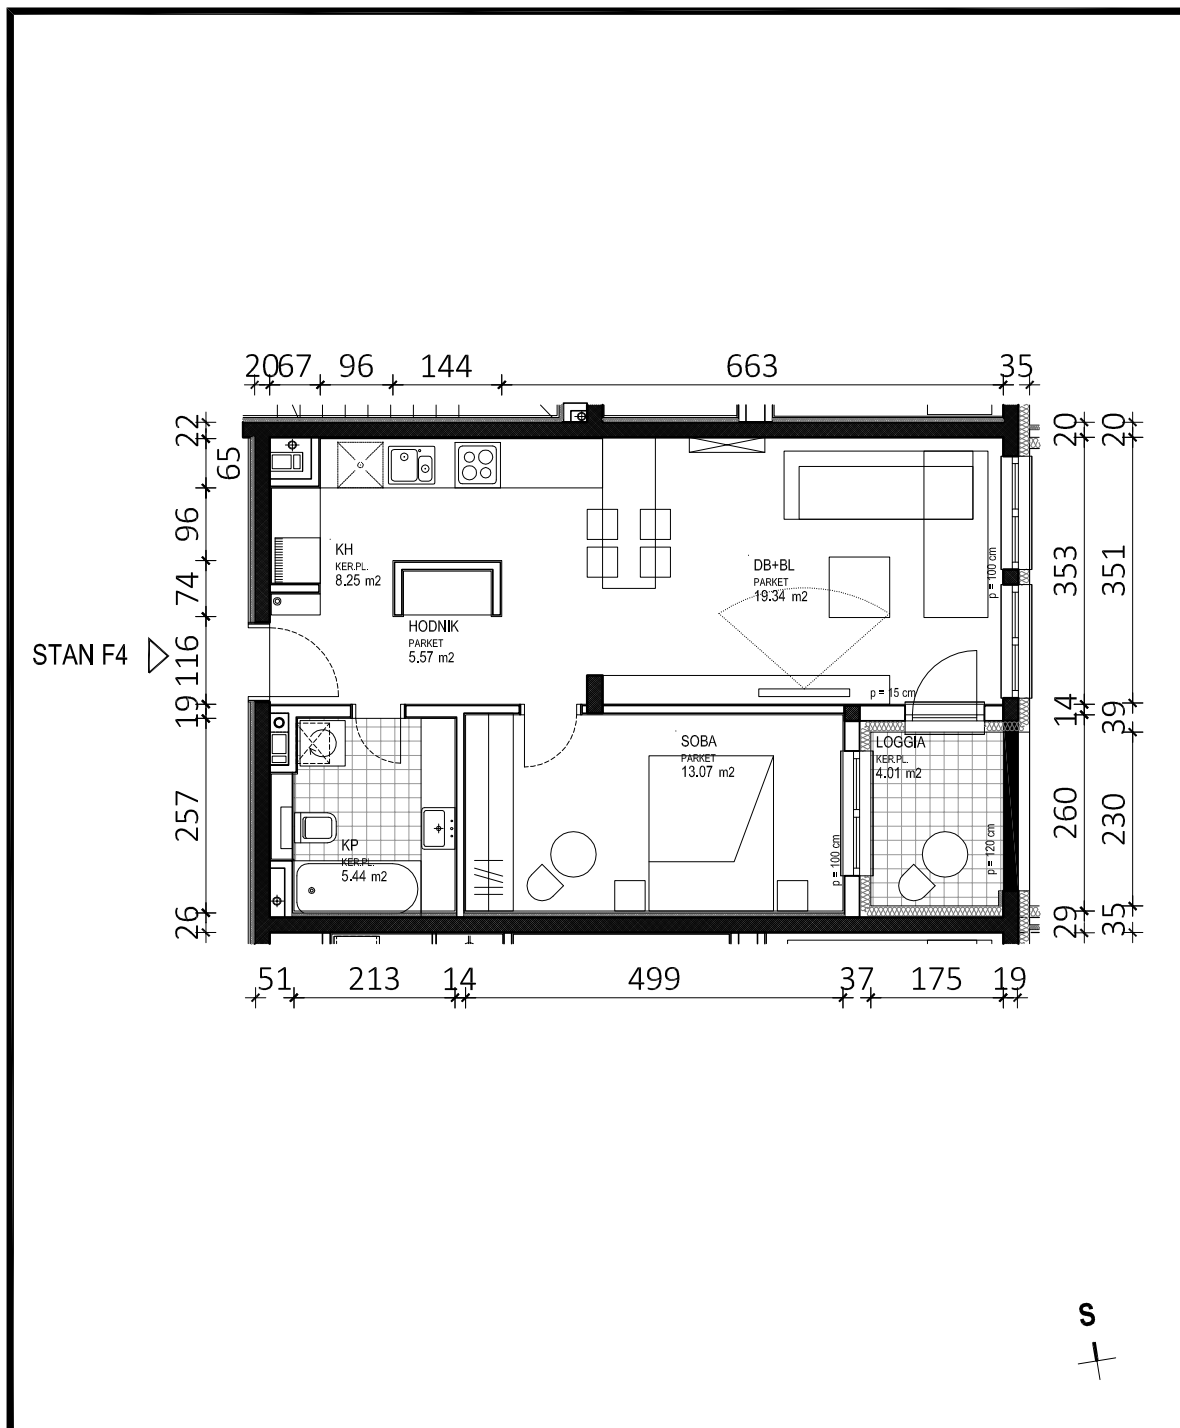 20 67 96 144 663 35
22
65
96
74
116
19
257
26
20
353
14
260
29
20
351
39
230
35
STAN F4
KH
KER.PL.
8.25 m2
HODNIK
PARKET
5.57 m2
DB+BL
PARKET
19.34 m2
p = 100 cm
p = 15 cm
SOBA
PARKET
13.07 m2
LOGGIA
KER.PL.
4.01 m2
p = 100 cm
p = 120 cm
KP
KER.PL.
5.44 m2
51 213 14 499 37 175 19
S